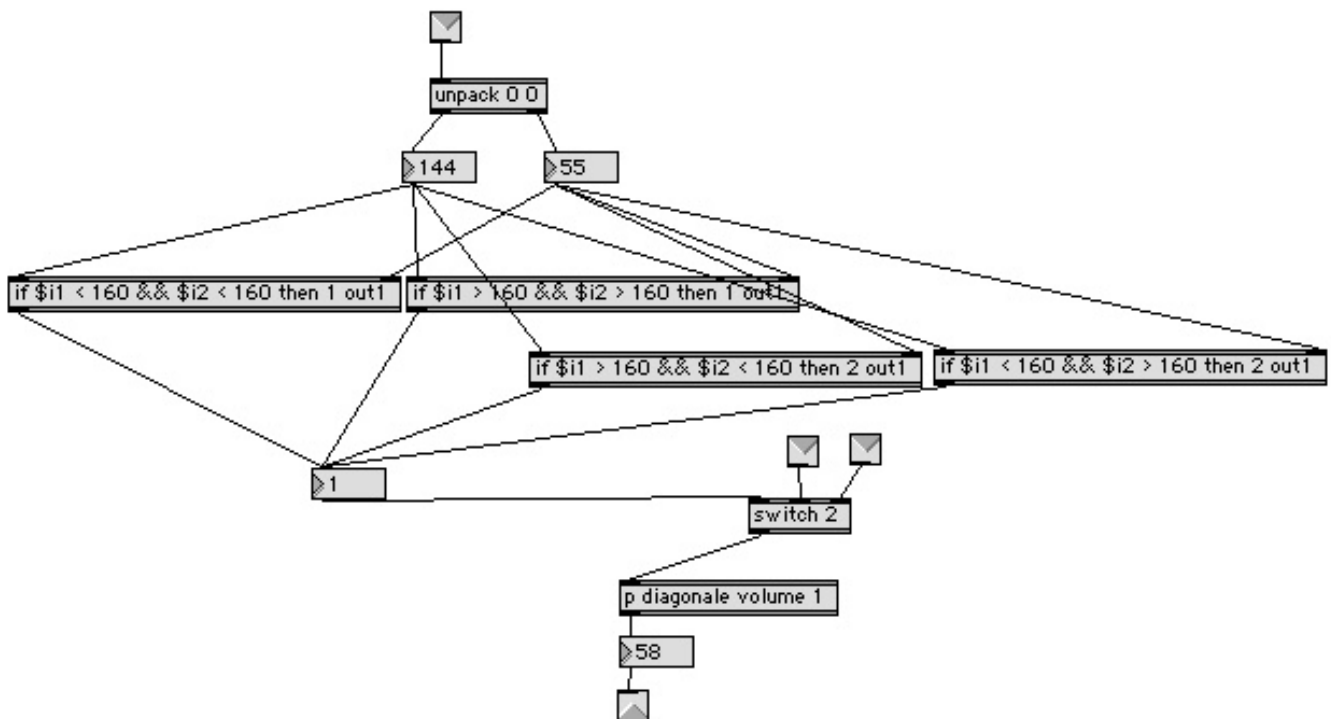 unpack 0 0
144
55
if $i1 < 160 && $i2 < 160 then 1 out1
if $i1 > 160 && $i2 > 160 then 1 out1
if $i1 > 160 && $i2 < 160 then 2 out1
if $i1 < 160 && $i2 > 160 then 2 out1
1
switch 2
p diagonale volume 1
58